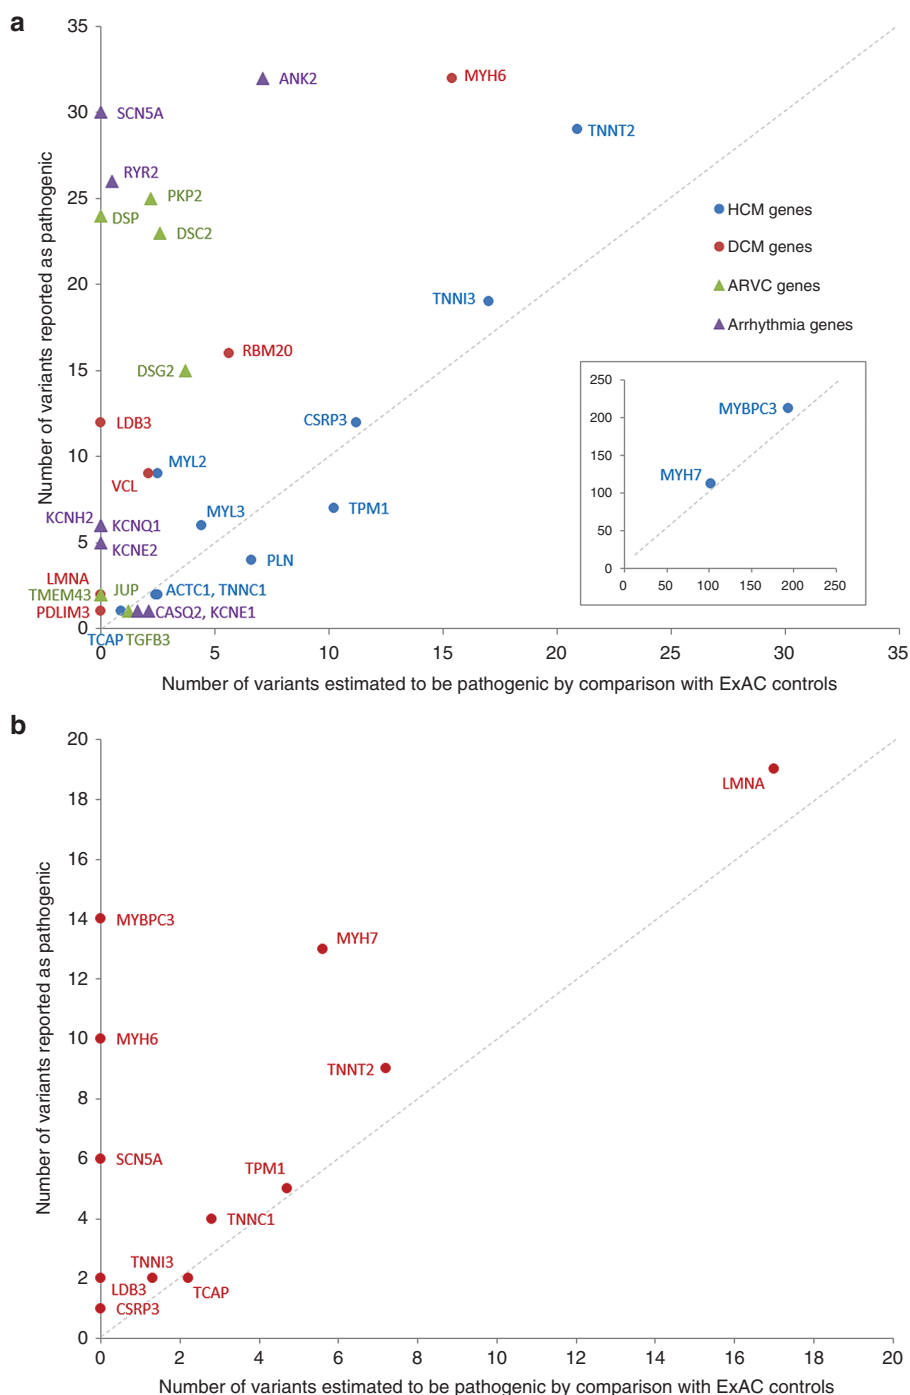 a
35
30
25
20
15
10
5
0
Number of variants reported as pathogenic
ANK2
MYH6
SCN5A
TNNT2
RYR2
PKP2
DSP
DSC2
HCM genes
DCM genes
ARVC genes
Arrhythmia genes
TNNI3
RBM20
DSG2
CSRP3
LDB3
MYL2
VCL
KCNH2
KCNQ1
MYL3
TPM1
KCNE2
PLN
LMNA
TMEM43
JUP
ACTC1, TNNC1
PDLIM3
CASQ2, KCNE1
TCAP
TGFB3
250
200
150
100
50
0
MYBPC3
MYH7
0 50 100 150 200 250
0 5 10 15 20 25 30 35
Number of variants estimated to be pathogenic by comparison with ExAC controls
b
20
18
16
14
12
10
8
6
4
2
0
Number of variants reported as pathogenic
LMNA
MYBPC3
MYH7
MYH6
TNNT2
SCN5A
TPM1
TNNC1
TNNI3
LDB3
TCAP
CSRP3
0 2 4 6 8 10 12 14 16 18 20
Number of variants estimated to be pathogenic by comparison with ExAC controls